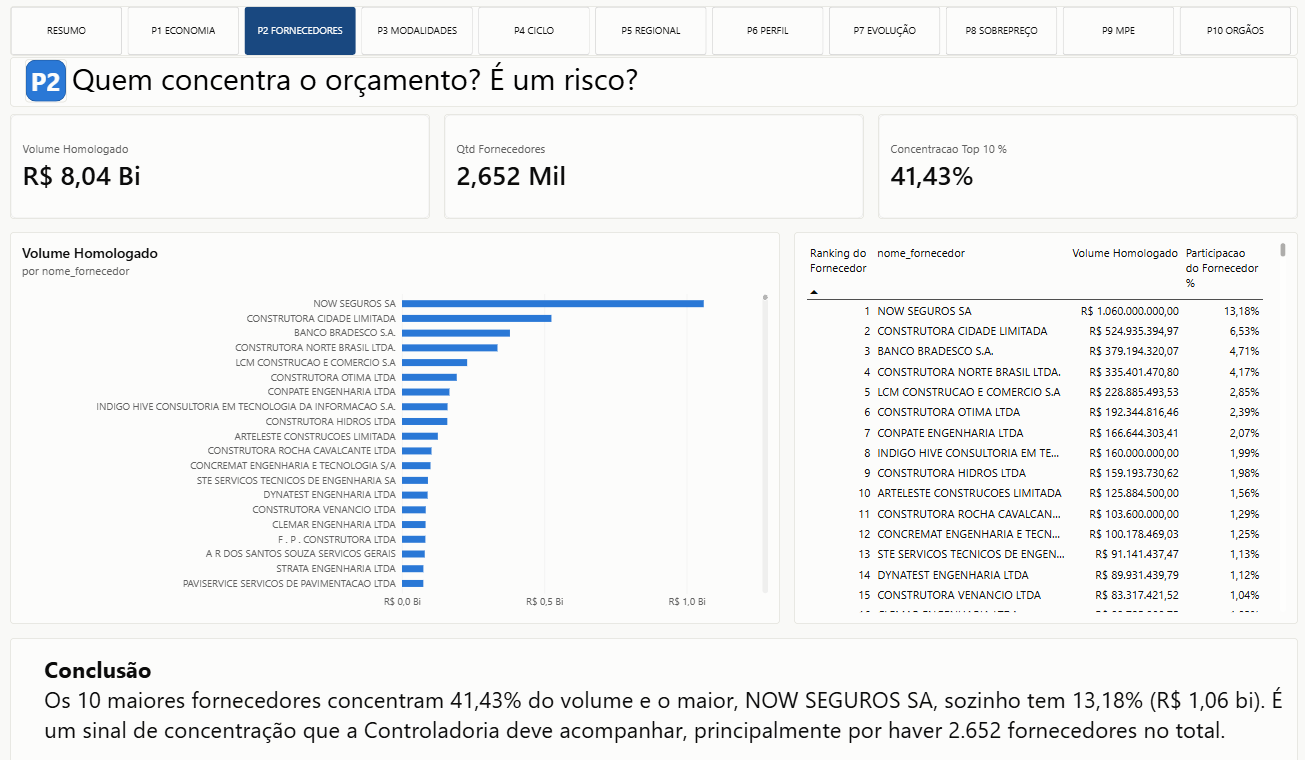 RESUMO
P1 ECONOMIA
P2 FORNECEDORES
P3 MODALIDADES
P4 CICLO
P5 REGIONAL
P6 PERFIL
P7 EVOLUÇÃO
P8 SOBREPREÇO
P9 MPE
P10 ORGÃOS
P2 Quem concentra o orçamento? É um risco?
Volume Homologado
R$ 8,04 Bi
Qtd Fornecedores
2,652 Mil
Concentracao Top 10 %
41,43%
Volume Homologado
por nome_fornecedor
NOW SEGUROS SA
CONSTRUTORA CIDADE LIMITADA
BANCO BRADESCO S.A.
CONSTRUTORA NORTE BRASIL LTDA.
LCM CONSTRUCAO E COMERCIO S.A
CONSTRUTORA OTIMA LTDA
CONPATE ENGENHARIA LTDA
INDIGO HIVE CONSULTORIA EM TECNOLOGIA DA INFORMACAO S.A.
CONSTRUTORA HIDROS LTDA
ARTELESTE CONSTRUCOES LIMITADA
CONSTRUTORA ROCHA CAVALCANTE LTDA
CONCREMAT ENGENHARIA E TECNOLOGIA S/A
STE SERVICOS TECNICOS DE ENGENHARIA SA
DYNATEST ENGENHARIA LTDA
CONSTRUTORA VENANCIO LTDA
CLEMAR ENGENHARIA LTDA
F . P . CONSTRUTORA LTDA
A R DOS SANTOS SOUZA SERVICOS GERAIS
STRATA ENGENHARIA LTDA
PAVISERVICE SERVICOS DE PAVIMENTACAO LTDA
R$ 0,0 Bi R$ 0,5 Bi R$ 1,0 Bi
Ranking do nome_fornecedor Volume Homologado Participacao
Fornecedor do Fornecedor
%
1 NOW SEGUROS SA R$ 1.060.000.000,00 13,18%
2 CONSTRUTORA CIDADE LIMITADA R$ 524.935.394,97 6,53%
3 BANCO BRADESCO S.A. R$ 379.194.320,07 4,71%
4 CONSTRUTORA NORTE BRASIL LTDA. R$ 335.401.470,80 4,17%
5 LCM CONSTRUCAO E COMERCIO S.A R$ 228.885.493,53 2,85%
6 CONSTRUTORA OTIMA LTDA R$ 192.344.816,46 2,39%
7 CONPATE ENGENHARIA LTDA R$ 166.644.303,41 2,07%
8 INDIGO HIVE CONSULTORIA EM TE... R$ 160.000.000,00 1,99%
9 CONSTRUTORA HIDROS LTDA R$ 159.193.730,62 1,98%
10 ARTELESTE CONSTRUCOES LIMITADA R$ 125.884.500,00 1,56%
11 CONSTRUTORA ROCHA CAVALCAN... R$ 103.600.000,00 1,29%
12 CONCREMAT ENGENHARIA E TECN... R$ 100.178.469,03 1,25%
13 STE SERVICOS TECNICOS DE ENGEN... R$ 91.141.437,47 1,13%
14 DYNATEST ENGENHARIA LTDA R$ 89.931.439,79 1,12%
15 CONSTRUTORA VENANCIO LTDA R$ 83.317.421,52 1,04%
Conclusão
Os 10 maiores fornecedores concentram 41,43% do volume e o maior, NOW SEGUROS SA, sozinho tem 13,18% (R$ 1,06 bi). É
um sinal de concentração que a Controladoria deve acompanhar, principalmente por haver 2.652 fornecedores no total.